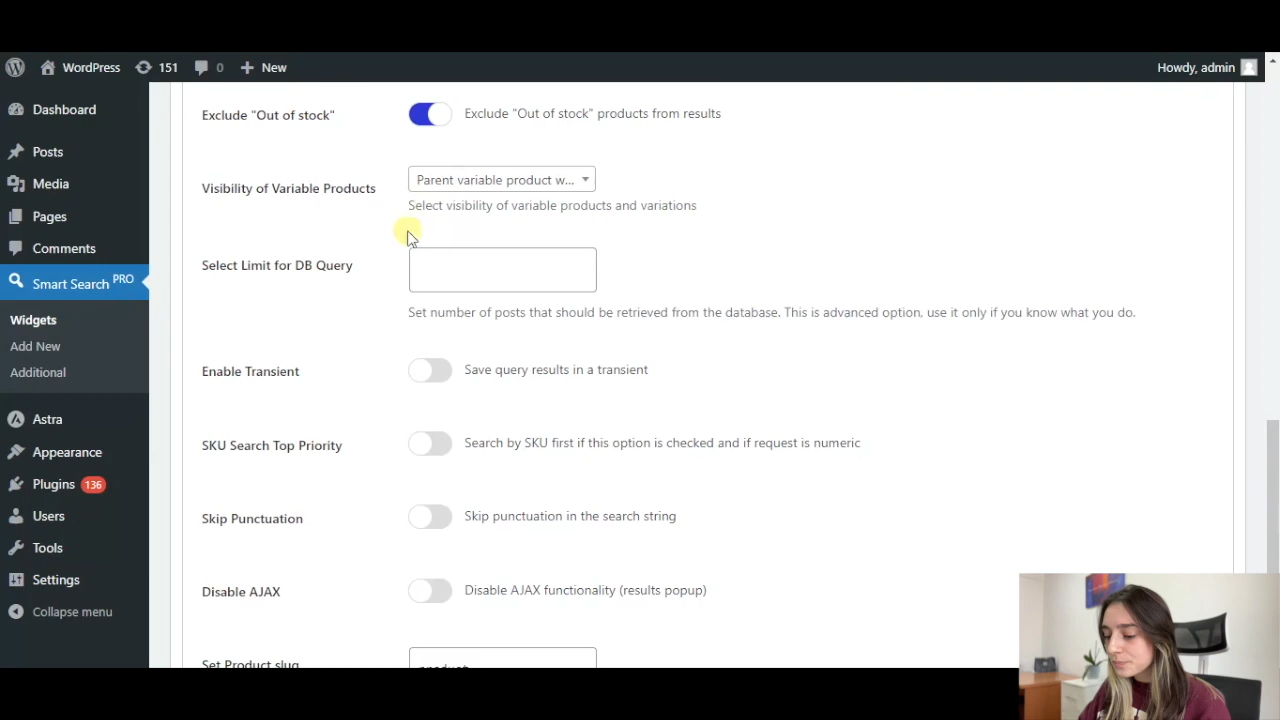 WordPress 151 0 New Howdy, admin
Dashboard
Posts
Media
Pages
Comments
Smart Search PRO
Widgets
Add New
Additional
Astra
Appearance
Plugins 136
Users
Tools
Settings
Collapse menu
Exclude "Out of stock" Exclude "Out of stock" products from results
Visibility of Variable Products Parent variable product w...
Select visibility of variable products and variations
Select Limit for DB Query
Set number of posts that should be retrieved from the database. This is advanced option, use it only if you know what you do.
Enable Transient Save query results in a transient
SKU Search Top Priority Search by SKU first if this option is checked and if request is numeric
Skip Punctuation Skip punctuation in the search string
Disable AJAX Disable AJAX functionality (results popup)
Set Product slug product